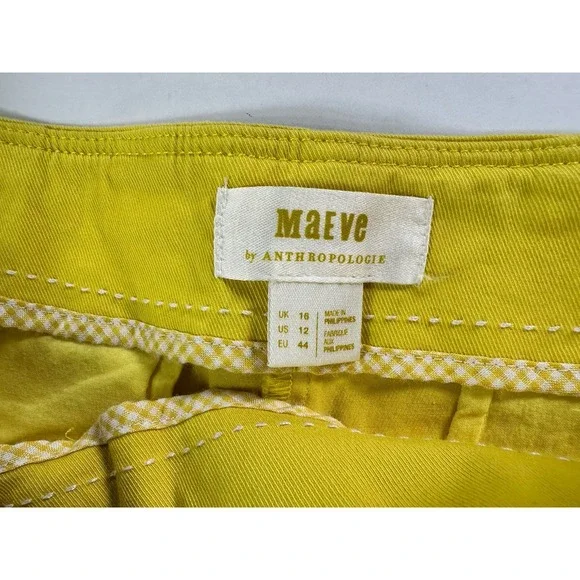 MaEVe
by ANTHROPOLOGIE
UK 16
US 12
EU 44
MADE IN
PHILIPPINES
FABRIQUÉ
AUX
PHILIPPINES